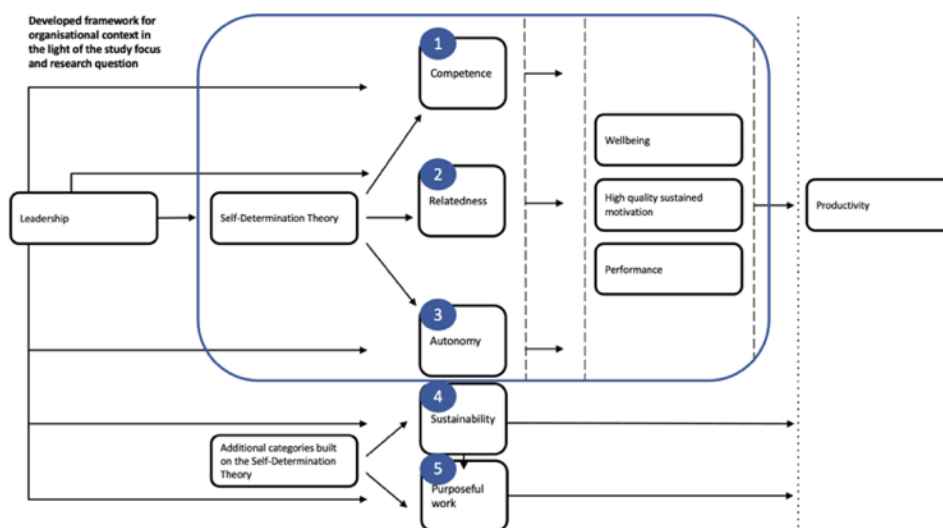 Developed framework for
organisational context in
the light of the study focus
and research question
1
Competence
Wellbeing
2
Leadership
Self-Determination Theory
Relatedness
High quality sustained
motivation
Productivity
Performance
3
Autonomy
4
Sustainability
Additional categories built
on the Self-Determination
Theory
5
Purposeful
work